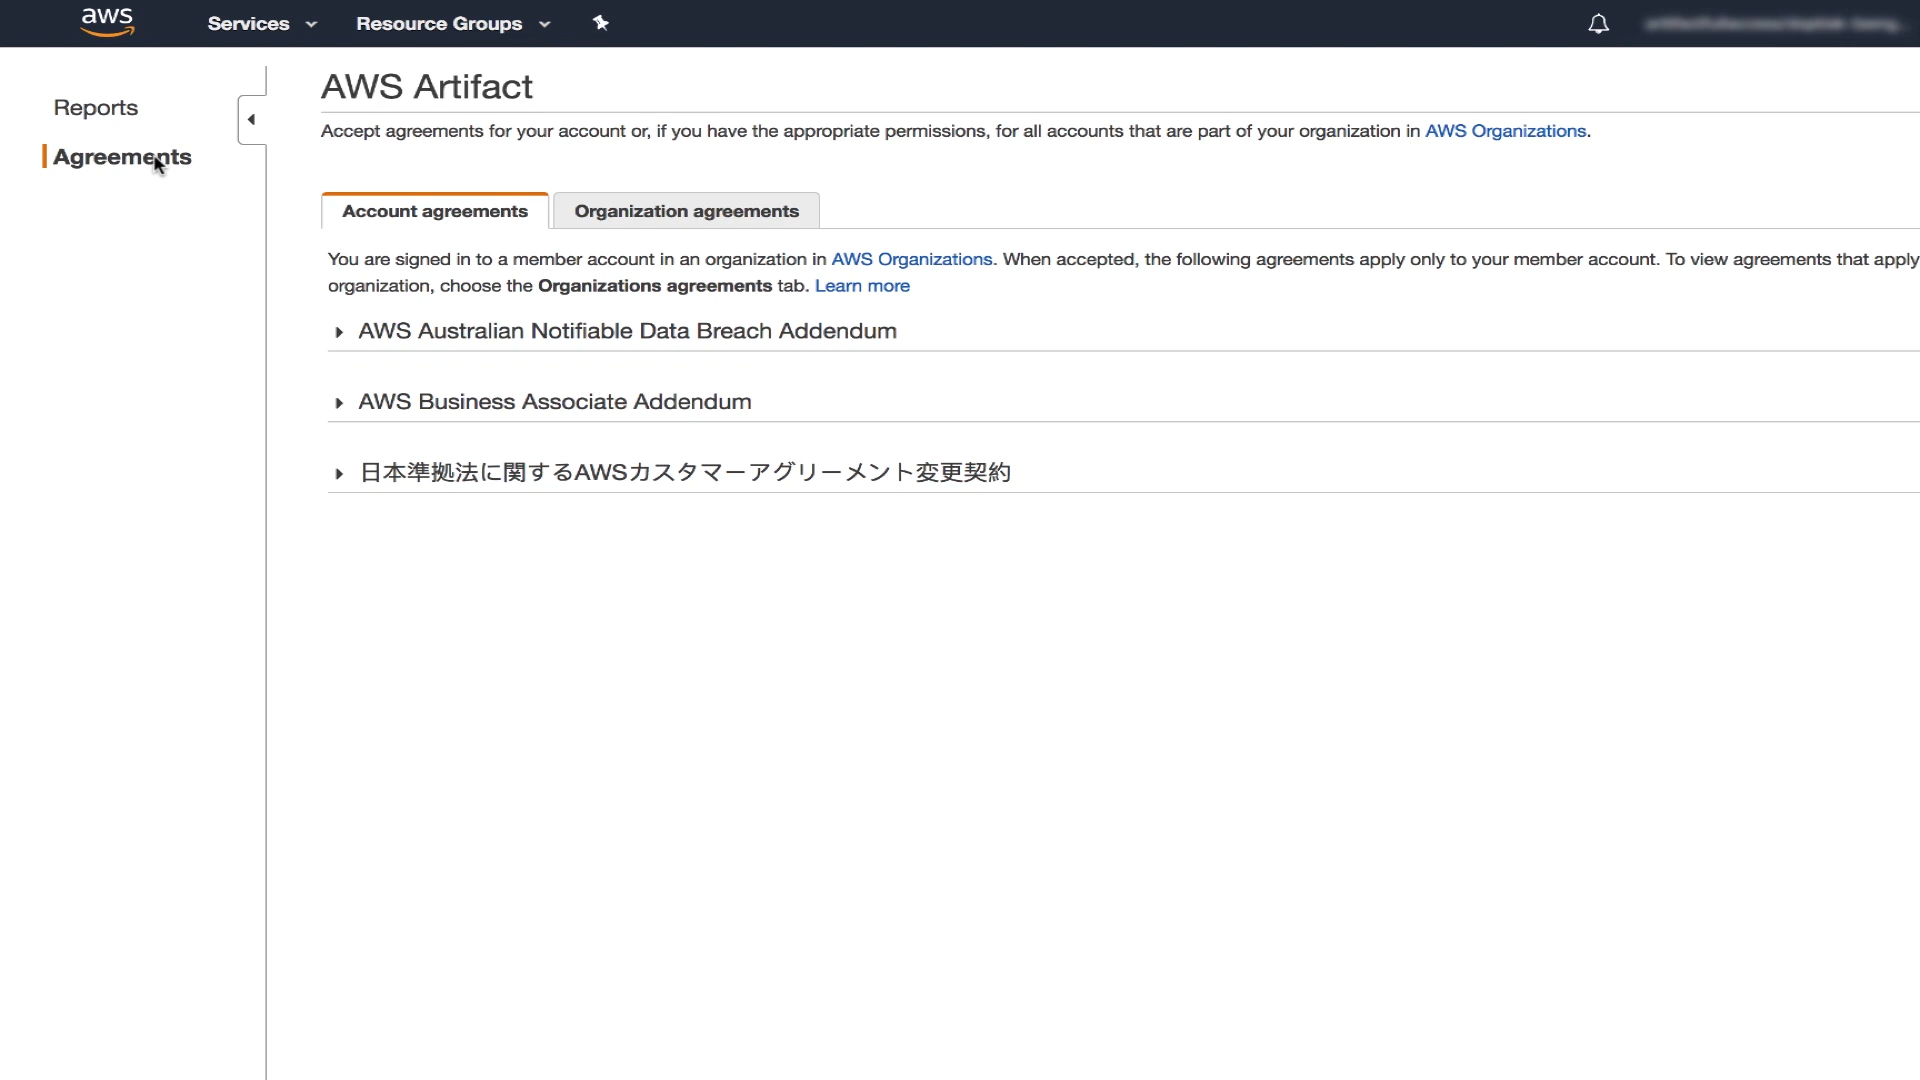 aws
Services
Resource Groups
Reports
Agreements
AWS Artifact
Accept agreements for your account or, if you have the appropriate permissions, for all accounts that are part of your organization in AWS Organizations.
Account agreements
Organization agreements
You are signed in to a member account in an organization in AWS Organizations. When accepted, the following agreements apply only to your member account. To view agreements that apply
organization, choose the Organizations agreements tab. Learn more
AWS Australian Notifiable Data Breach Addendum
AWS Business Associate Addendum
日本準拠法に関するAWSカスタマーアグリーメント変更契約